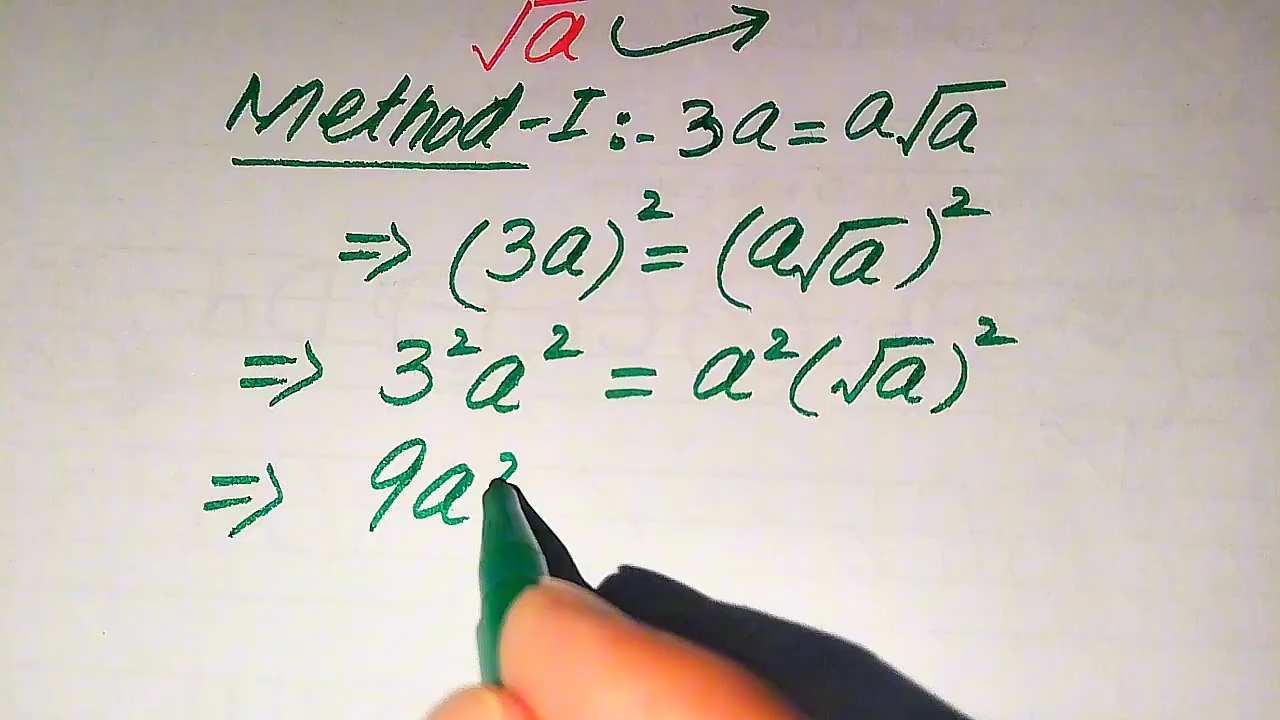 √a
Method-I:- 3a = a√a
⇒ (3a)² = (a√a)²
⇒ 3²a² = a²(√a)²
⇒ 9a²